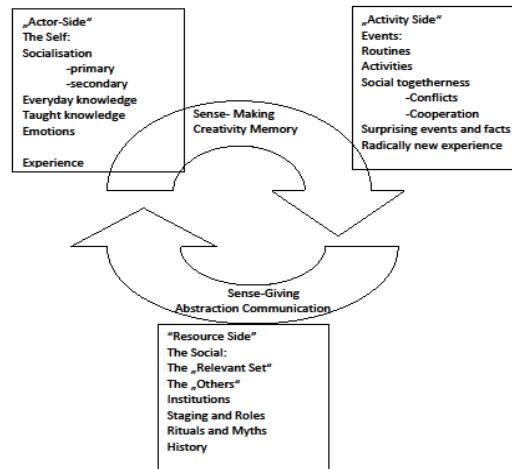 „Actor-Side“
The Self:
Socialisation
-primary
-secondary
Everyday knowledge
Taught knowledge
Emotions
Experience
Sense- Making
Creativity Memory
„Activity Side“
Events:
Routines
Activities
Social togetherness
-Conflicts
-Cooperation
Surprising events and facts
Radically new experience
Sense-Giving
Abstraction Communication
“Resource Side”
The Social:
The „Relevant Set“
The „Others“
Institutions
Staging and Roles
Rituals and Myths
History